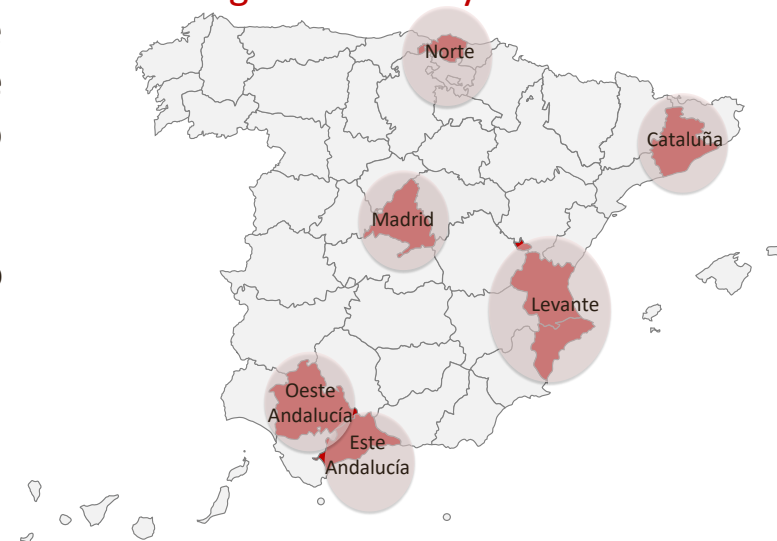 Norte
Cataluña
Madrid
Levante
Oeste
Andalucía
Este
Andalucía